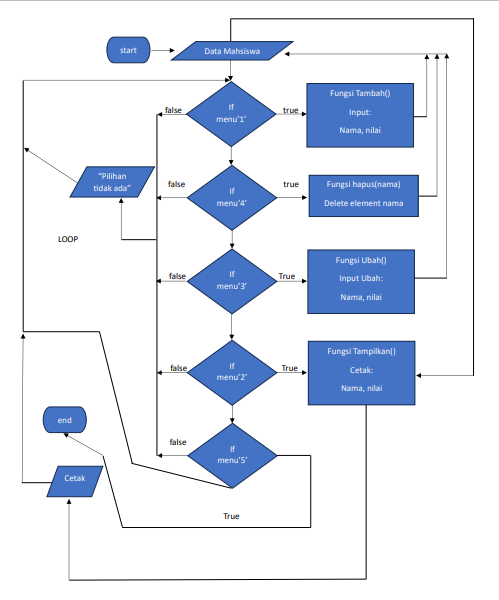 start
Data Mahsiswa
If
menu'1'
false
true
Fungsi Tambah()
Input:
Nama, nilai
"Pilihan
tidak ada"
false
If
menu'4'
true
Fungsi hapus(nama)
Delete element nama
LOOP
false
If
menu'3'
True
Fungsi Ubah()
Input Ubah:
Nama, nilai
false
If
menu'2'
True
Fungsi Tampilkan()
Cetak:
Nama, nilai
end
false
If
menu'5'
Cetak
True